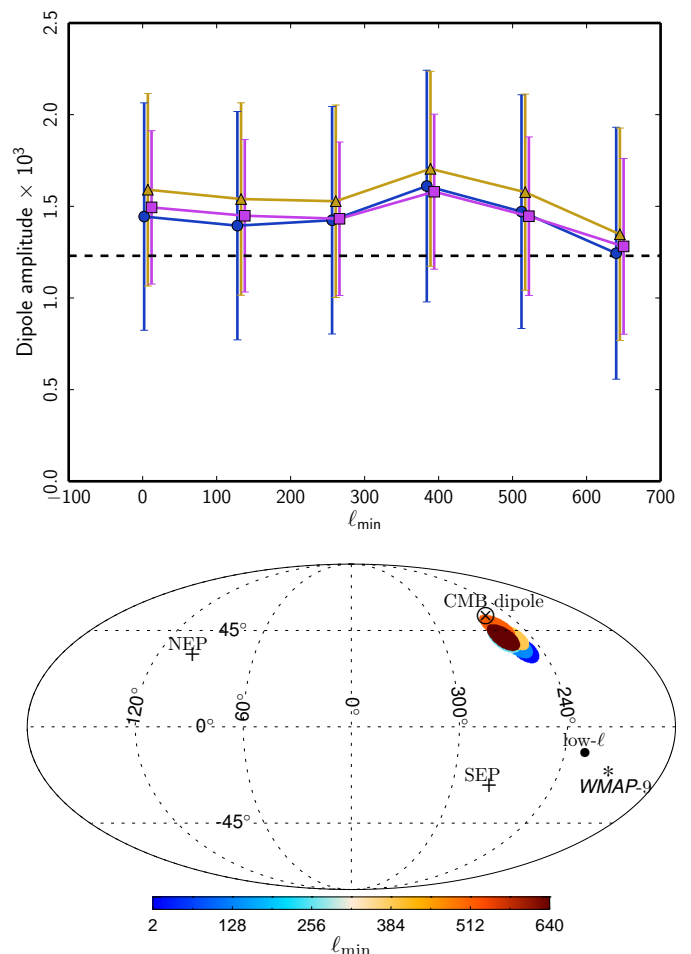 2.5
2.0
1.5
1.0
0.5
0.0
Dipole amplitude × 10³
−100 0 100 200 300 400 500 600 700
ℓmin
CMB dipole
45°
NEP
120° 0° 60° 0° 300° 240°
low-ℓ
SEP
WMAP-9
-45°
2 128 256 384 512 640
ℓmin